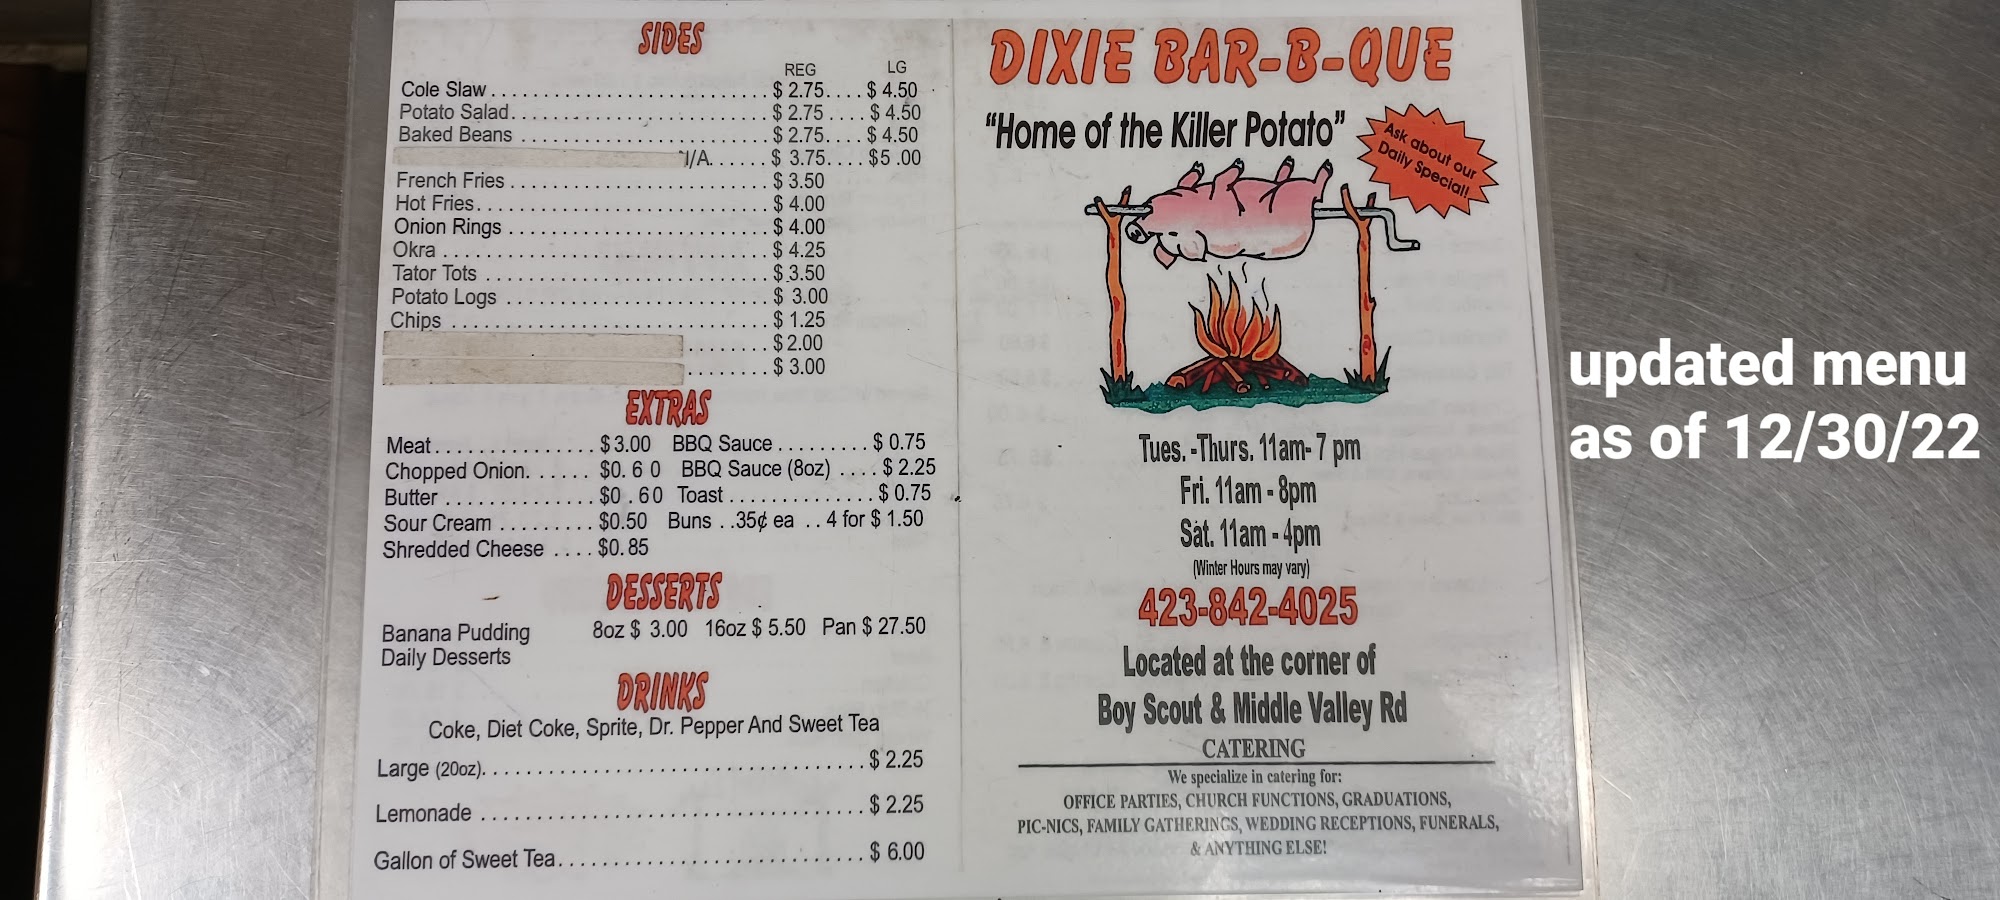 SIDES
REG LG
Cole Slaw $ 2.75 $ 4.50
Potato Salad $ 2.75 $ 4.50
Baked Beans $ 2.75 $ 4.50
/A $ 3.75 $5 .00
French Fries $ 3.50
Hot Fries $ 4.00
Onion Rings $ 4.00
Okra $ 4.25
Tator Tots $ 3.50
Potato Logs $ 3.00
Chips $ 1.25
$ 2.00
$ 3.00
EXTRAS
Meat $ 3.00 BBQ Sauce $ 0.75
Chopped Onion $0. 6 0 BBQ Sauce (8oz) $ 2.25
Butter $0 . 60 Toast $ 0.75
Sour Cream $0.50 Buns . .35¢ ea . . 4 for $ 1.50
Shredded Cheese $0. 85
DESSERTS
Banana Pudding 8oz $ 3.00 16oz $ 5.50 Pan $ 27.50
Daily Desserts
DRINKS
Coke, Diet Coke, Sprite, Dr. Pepper And Sweet Tea
Large (20oz) $ 2.25
Lemonade $ 2.25
Gallon of Sweet Tea $ 6.00
DIXIE BAR-B-QUE
"Home of the Killer Potato"
Ask about our
Daily Special!
Tues. -Thurs. 11am- 7 pm
Fri. 11am - 8pm
Sat. 11am - 4pm
(Winter Hours may vary)
423-842-4025
Located at the corner of
Boy Scout & Middle Valley Rd
CATERING
We specialize in catering for:
OFFICE PARTIES, CHURCH FUNCTIONS, GRADUATIONS,
PIC-NICS, FAMILY GATHERINGS, WEDDING RECEPTIONS, FUNERALS,
& ANYTHING ELSE!
updated menu
as of 12/30/22